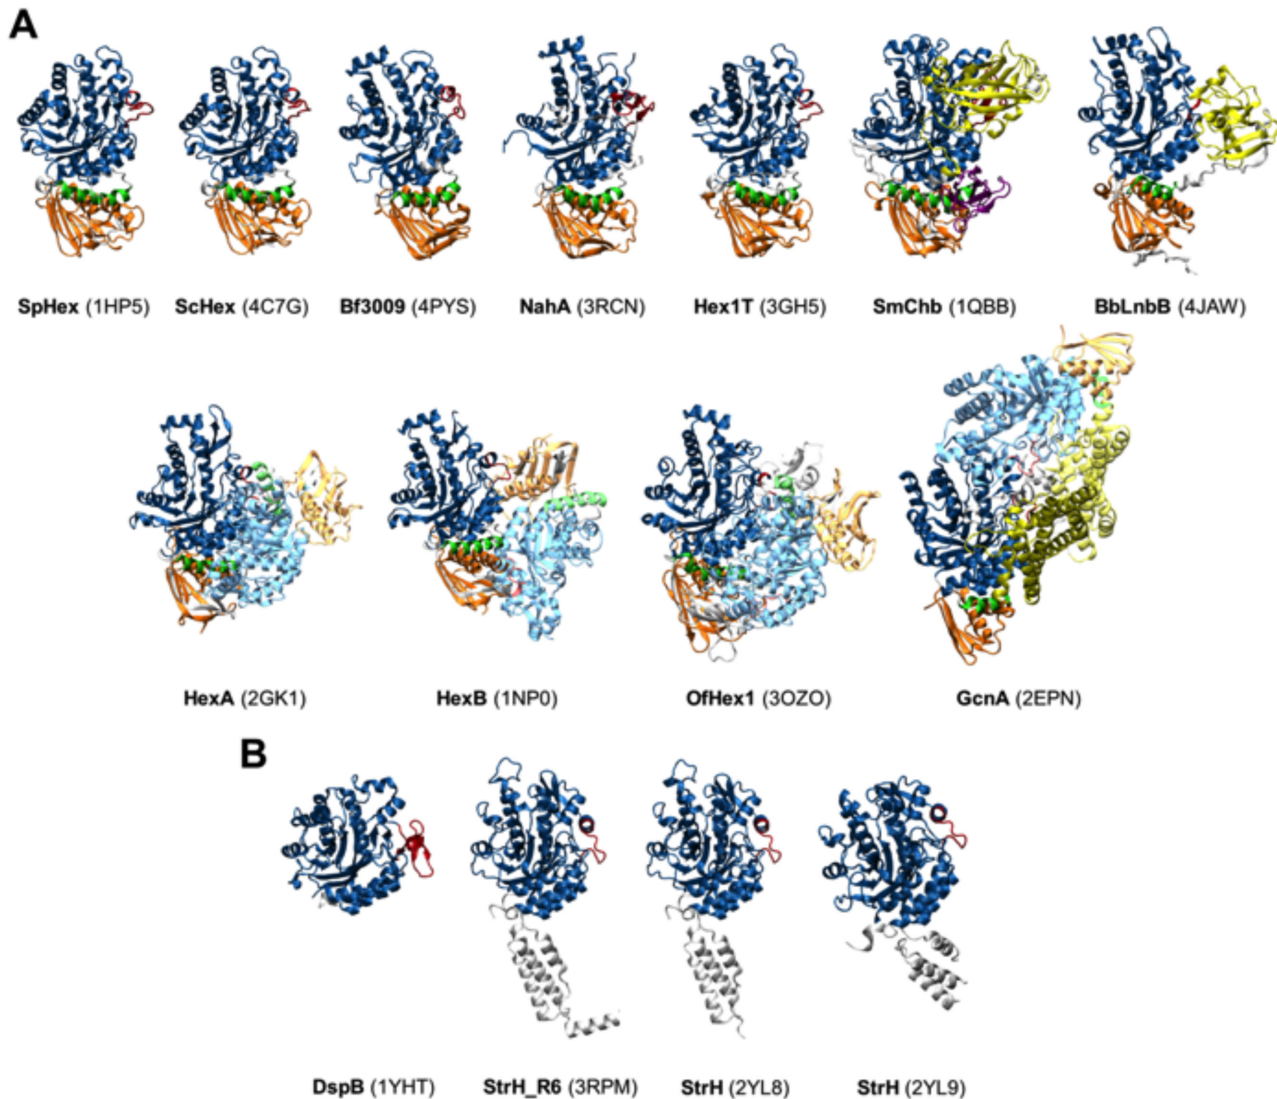 A
SpHex (1HP5) ScHex (4C7G) Bf3009 (4PYS) NahA (3RCN) Hex1T (3GH5) SmChb (1QBB) BbLnbB (4JAW)
HexA (2GK1) HexB (1NP0) OfHex1 (3OZO) GcnA (2EPN)
B
DspB (1YHT) StrH_R6 (3RPM) StrH (2YL8) StrH (2YL9)